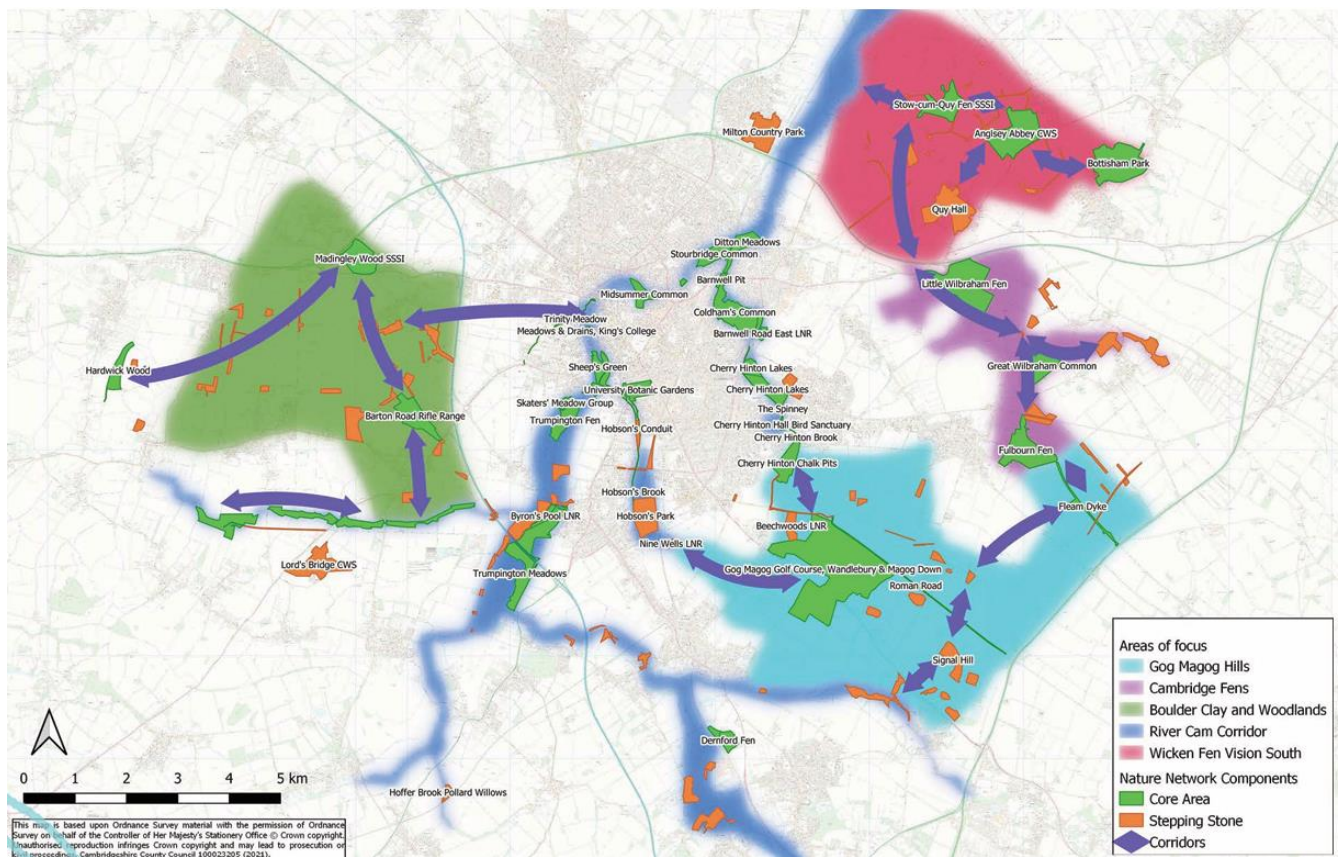 Stow-cum-Quy Fen SSSI
Milton Country Park
Anglsey Abbey CWS
Bottisham Park
Quy Hall
Ditton Meadows
Stourbridge Common
Madingley Wood SSSI
Barnwell Pit
Little Wilbraham Fen
Midsummer Common
Coldham's Common
Trinity Meadow
Meadows & Drains, King's College
Barnwell Road East LNR
Hardwick Wood
Sheep's Green
Cherry Hinton Lakes
Great Wilbraham Common
University Botanic Gardens
Cherry Hinton Lakes
Skaters' Meadow Group
Barton Road Rifle Range
The Spinney
Trumpington Fen
Hobson's Conduit
Cherry Hinton Hall Bird Sanctuary
Cherry Hinton Brook
Fulbourn Fen
Cherry Hinton Chalk Pits
Hobson's Brook
Fleam Dyke
Byron's Pool LNR
Hobson's Park
Beechwoods LNR
Nine Wells LNR
Lord's Bridge CWS
Trumpington Meadows
Gog Magog Golf Course, Wandlebury & Magog Down
Roman Road
Signal Hill
Dernford Fen
Hoffer Brook Pollard Willows
Areas of focus
Gog Magog Hills
Cambridge Fens
Boulder Clay and Woodlands
River Cam Corridor
Wicken Fen Vision South
Nature Network Components
Core Area
Stepping Stone
Corridors
0 1 2 3 4 5 km
This map is based upon Ordnance Survey material with the permission of Ordnance
Survey on behalf of the Controller of Her Majesty's Stationery Office © Crown copyright.
Unauthorised reproduction infringes Crown copyright and may lead to prosecution or
civil proceedings. Cambridgeshire County Council 100023205 (2021).